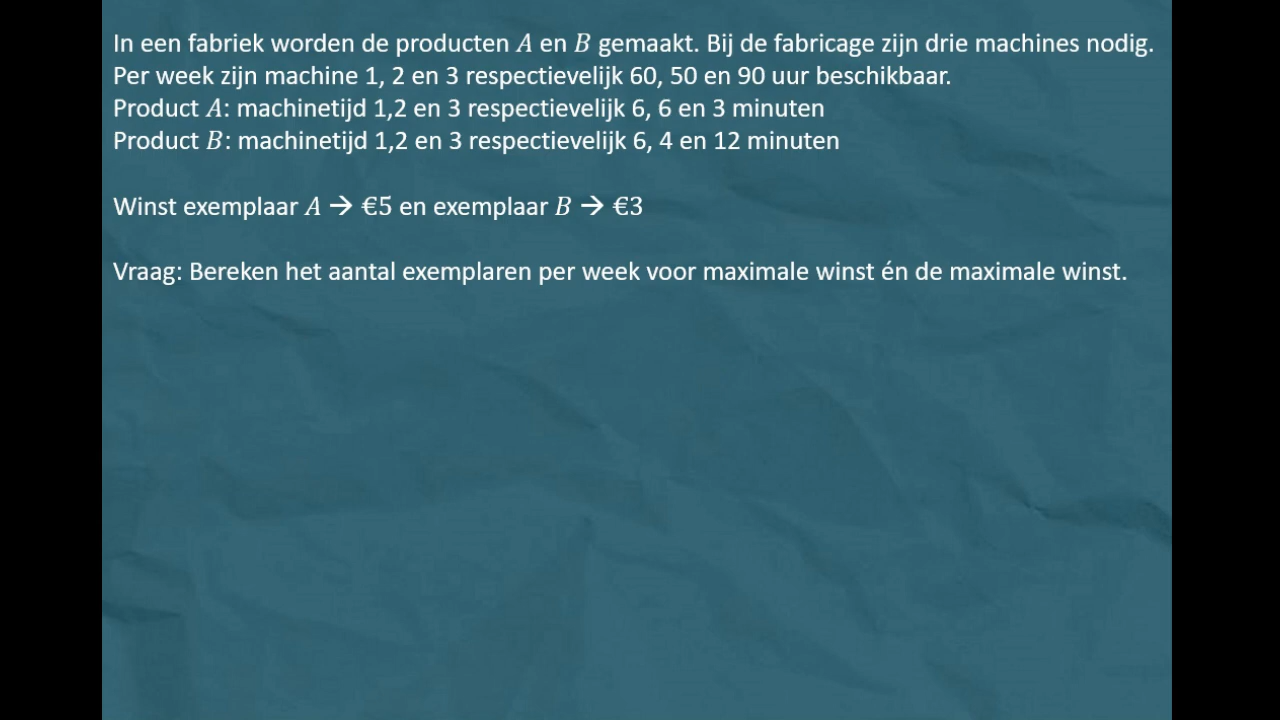 In een fabriek worden de producten A en B gemaakt. Bij de fabricage zijn drie machines nodig.
Per week zijn machine 1, 2 en 3 respectievelijk 60, 50 en 90 uur beschikbaar.
Product A: machinetijd 1,2 en 3 respectievelijk 6, 6 en 3 minuten
Product B: machinetijd 1,2 en 3 respectievelijk 6, 4 en 12 minuten
Winst exemplaar A → €5 en exemplaar B → €3
Vraag: Bereken het aantal exemplaren per week voor maximale winst én de maximale winst.